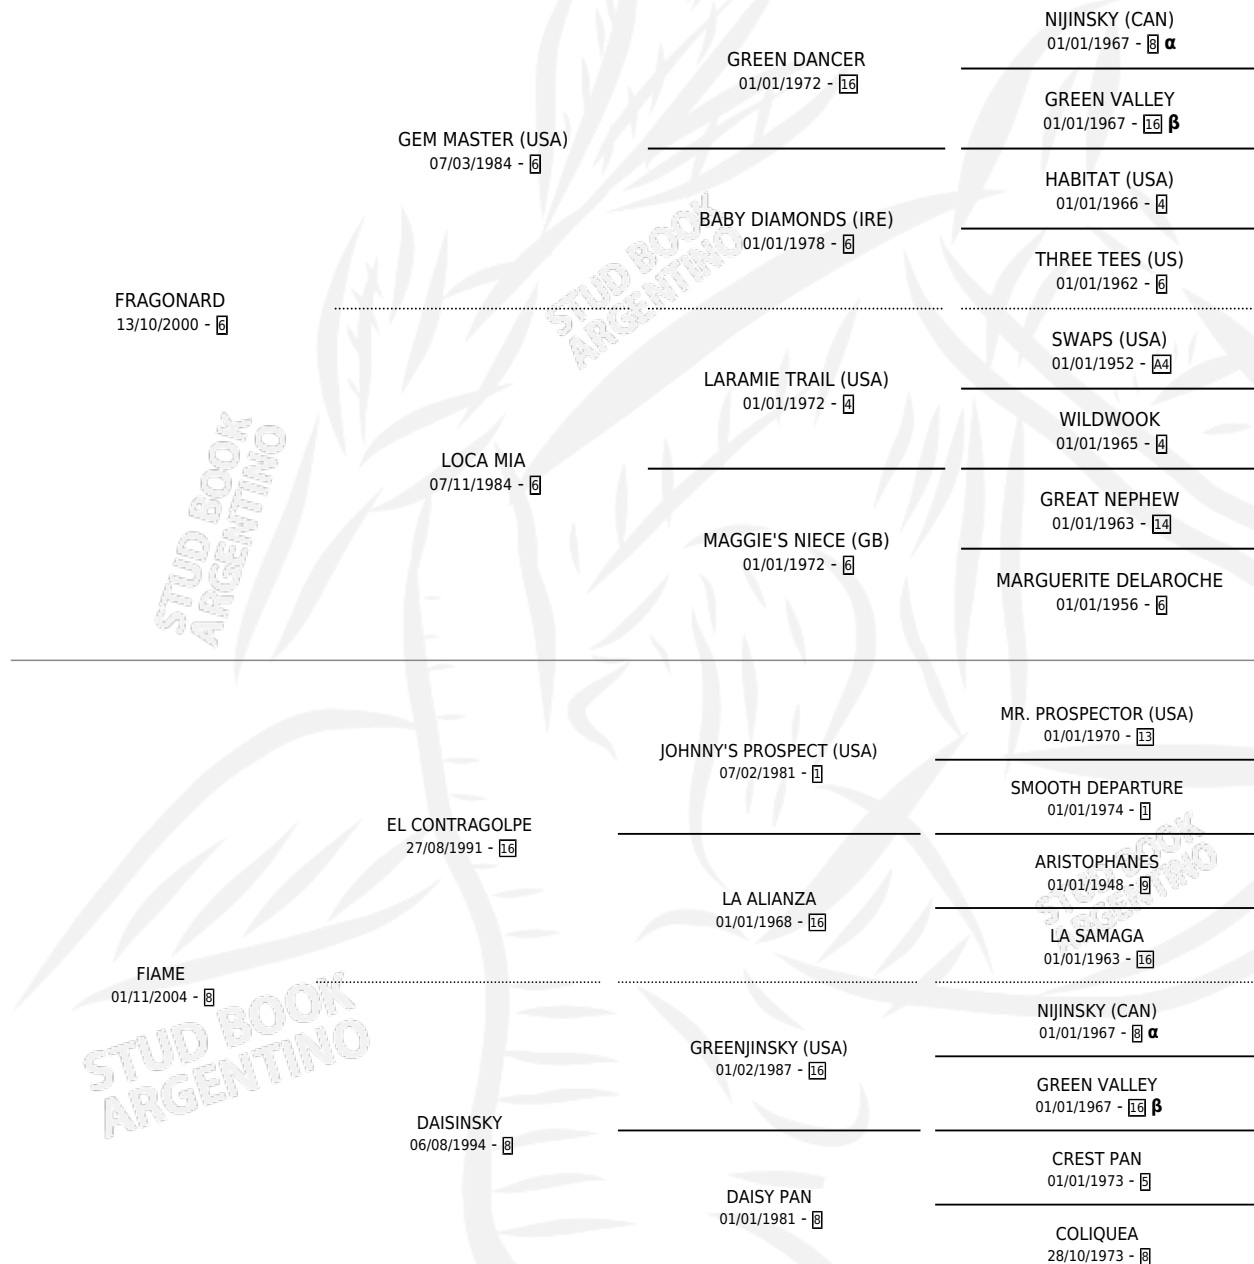 NIJINSKY (CAN)
01/01/1967 - 8 α
GREEN DANCER
01/01/1972 - 16
GREEN VALLEY
01/01/1967 - 16 β
GEM MASTER (USA)
07/03/1984 - 6
HABITAT (USA)
01/01/1966 - 4
BABY DIAMONDS (IRE)
01/01/1978 - 6
THREE TEES (US)
01/01/1962 - 6
FRAGONARD
13/10/2000 - 6
SWAPS (USA)
01/01/1952 - A4
LARAMIE TRAIL (USA)
01/01/1972 - 4
WILDWOOK
01/01/1965 - 4
LOCA MIA
07/11/1984 - 6
GREAT NEPHEW
01/01/1963 - 14
MAGGIE'S NIECE (GB)
01/01/1972 - 6
MARGUERITE DELAROCHE
01/01/1956 - 6
STUD BOOK
ARGENTINO
STUD BOOK
ARGENTINO
MR. PROSPECTOR (USA)
01/01/1970 - 13
JOHNNY'S PROSPECT (USA)
07/02/1981 - 1
SMOOTH DEPARTURE
01/01/1974 - 1
EL CONTRAGOLPE
27/08/1991 - 16
ARISTOPHANES
01/01/1948 - 9
LA ALIANZA
01/01/1968 - 16
LA SAMAGA
01/01/1963 - 16
FIAME
01/11/2004 - 8
NIJINSKY (CAN)
01/01/1967 - 8 α
GREENJINSKY (USA)
01/02/1987 - 16
GREEN VALLEY
01/01/1967 - 16 β
DAISINSKY
06/08/1994 - 8
CREST PAN
01/01/1973 - 5
DAISY PAN
01/01/1981 - 8
COLIQUEA
28/10/1973 - 8
STUD BOOK
ARGENTINO
STUD BOOK
ARGENTINO